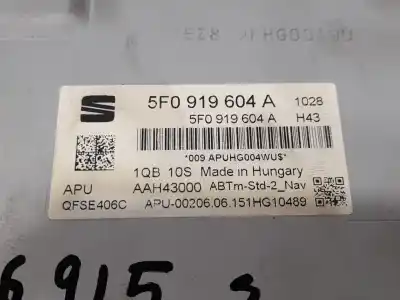 5F0 919 604 A 1028
5F0 919 604 A H43
*009 APUHG004WU$*
1QB 10S Made in Hungary
APU AAH43000 ABTm-Std-2_Nav
QFSE406C APU-00206.06.151HG10489